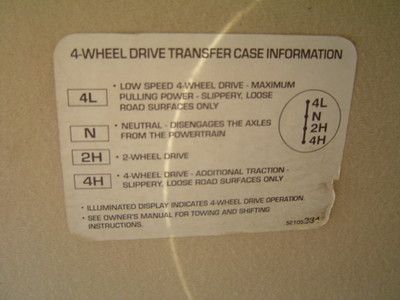 4-WHEEL DRIVE TRANSFER CASE INFORMATION
4L
• LOW SPEED 4-WHEEL DRIVE - MAXIMUM
PULLING POWER - SLIPPERY, LOOSE
ROAD SURFACES ONLY
N
• NEUTRAL - DISENGAGES THE AXLES
FROM THE POWERTRAIN
2H
• 2-WHEEL DRIVE
4H
• 4-WHEEL DRIVE - ADDITIONAL TRACTION -
SLIPPERY, LOOSE ROAD SURFACES ONLY
4L
N
2H
4H
• ILLUMINATED DISPLAY INDICATES 4-WHEEL DRIVE OPERATION.
• SEE OWNER'S MANUAL FOR TOWING AND SHIFTING
INSTRUCTIONS.